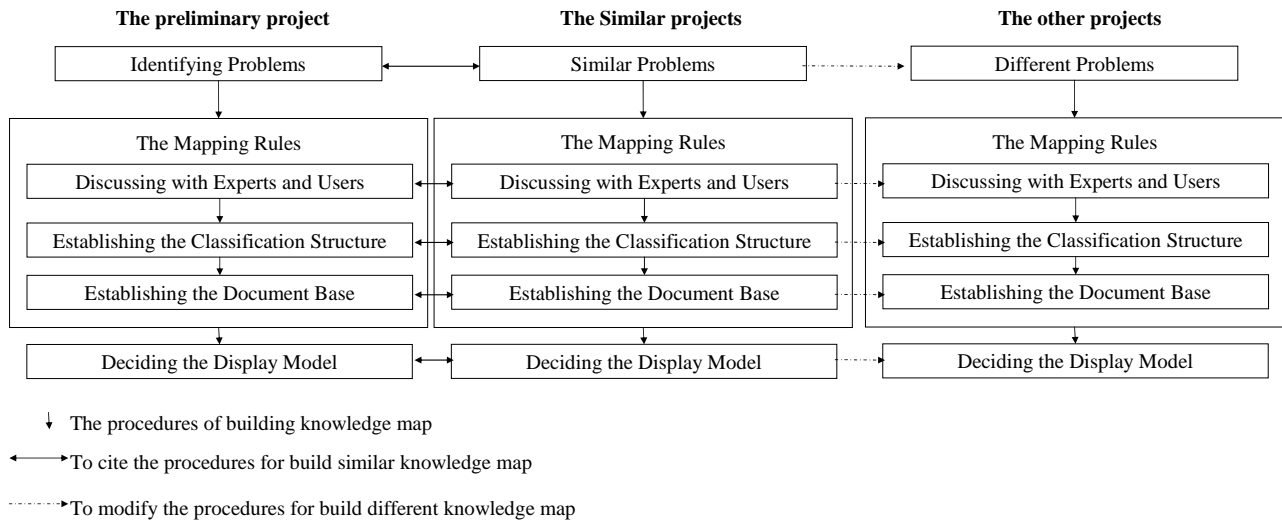 The preliminary project
The Similar projects
The other projects
Identifying Problems
Similar Problems
Different Problems
The Mapping Rules
The Mapping Rules
The Mapping Rules
Discussing with Experts and Users
Discussing with Experts and Users
Discussing with Experts and Users
Establishing the Classification Structure
Establishing the Classification Structure
Establishing the Classification Structure
Establishing the Document Base
Establishing the Document Base
Establishing the Document Base
Deciding the Display Model
Deciding the Display Model
Deciding the Display Model
The procedures of building knowledge map
To cite the procedures for build similar knowledge map
To modify the procedures for build different knowledge map